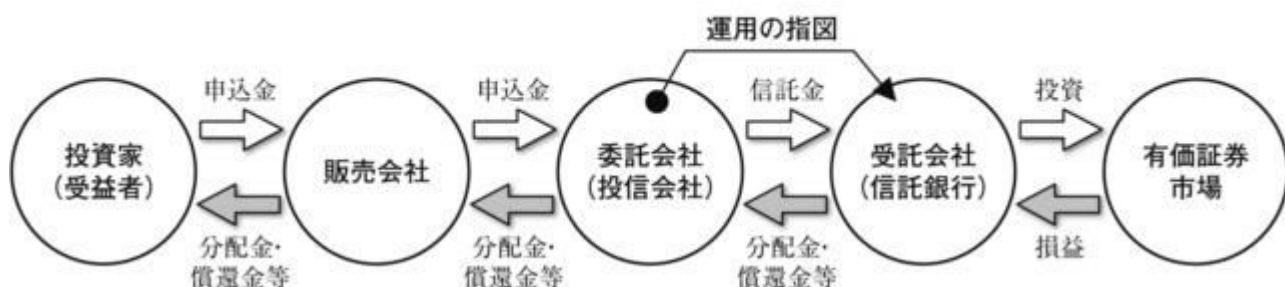 運用の指図
申込金
申込金
信託金
投資
投資家
(受益者)
販売会社
委託会社
(投信会社)
受託会社
(信託銀行)
有価証券
市場
分配金・
償還金等
分配金・
償還金等
分配金・
償還金等
損益